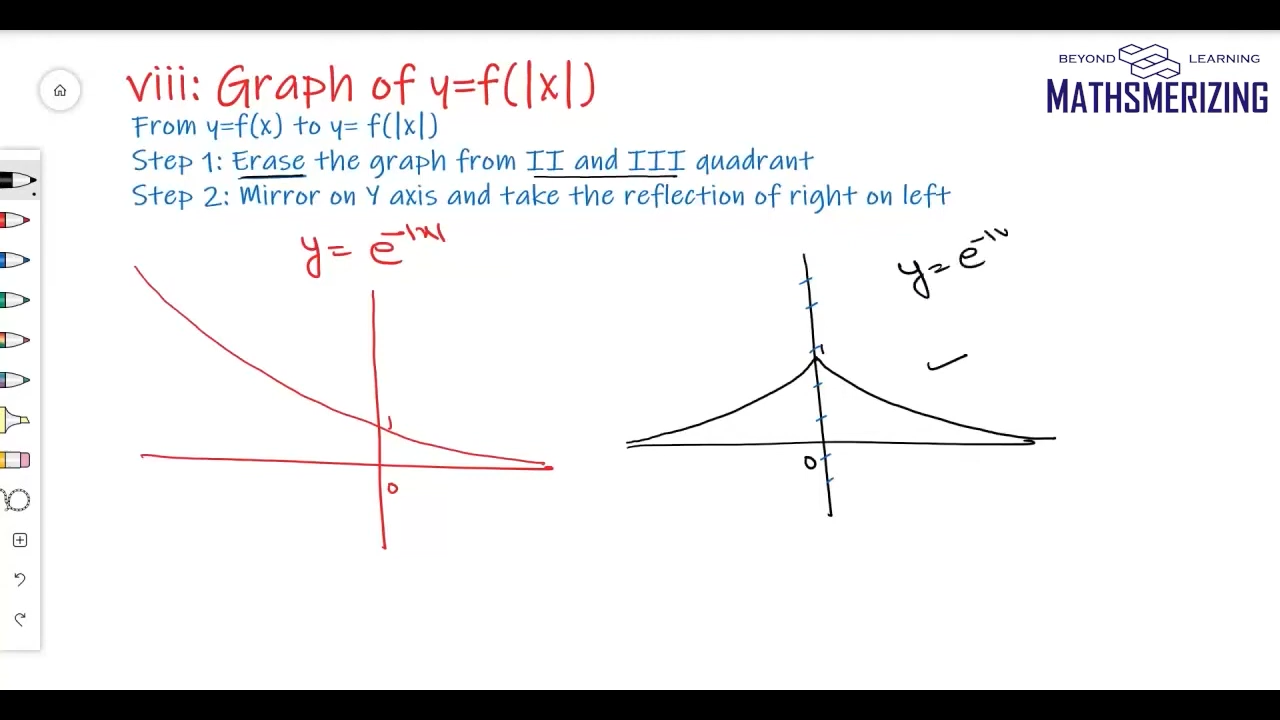 viii: Graph of y=f(|x|)
BEYOND LEARNING
MATHSMERIZING
From y=f(x) to y= f(|x|)
Step 1: Erase the graph from II and III quadrant
Step 2: Mirror on Y axis and take the reflection of right on left
y = e^-|x|
y = e^-|
1
1
0
0